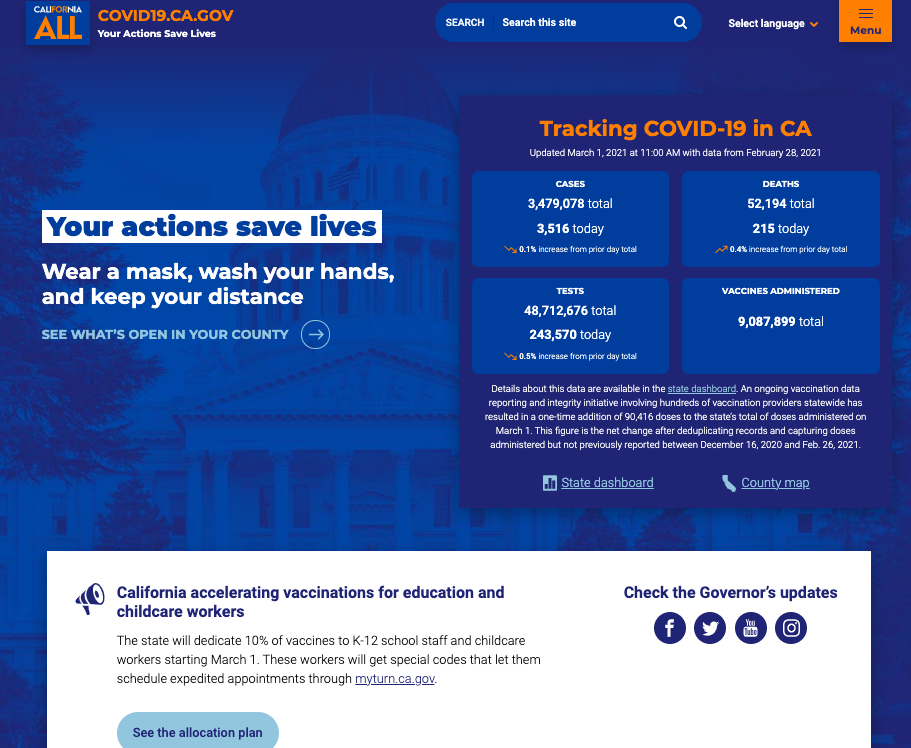 CALIFORNIA
ALL
COVID19.CA.GOV
Your Actions Save Lives
SEARCH
Search this site
Select language
Menu
Your actions save lives
Wear a mask, wash your hands,
and keep your distance
SEE WHAT'S OPEN IN YOUR COUNTY
Tracking COVID-19 in CA
Updated March 1, 2021 at 11:00 AM with data from February 28, 2021
CASES
3,479,078 total
3,516 today
0.1% increase from prior day total
DEATHS
52,194 total
215 today
0.4% increase from prior day total
TESTS
48,712,676 total
243,570 today
0.5% increase from prior day total
VACCINES ADMINISTERED
9,087,899 total
Details about this data are available in the state dashboard. An ongoing vaccination data
reporting and integrity initiative involving hundreds of vaccination providers statewide has
resulted in a one-time addition of 90,416 doses to the state's total of doses administered on
March 1. This figure is the net change after deduplicating records and capturing doses
administered but not previously reported between December 16, 2020 and Feb. 26, 2021.
State dashboard
County map
California accelerating vaccinations for education and
childcare workers
The state will dedicate 10% of vaccines to K-12 school staff and childcare
workers starting March 1. These workers will get special codes that let them
schedule expedited appointments through myturn.ca.gov.
See the allocation plan
Check the Governor's updates
You
Tube